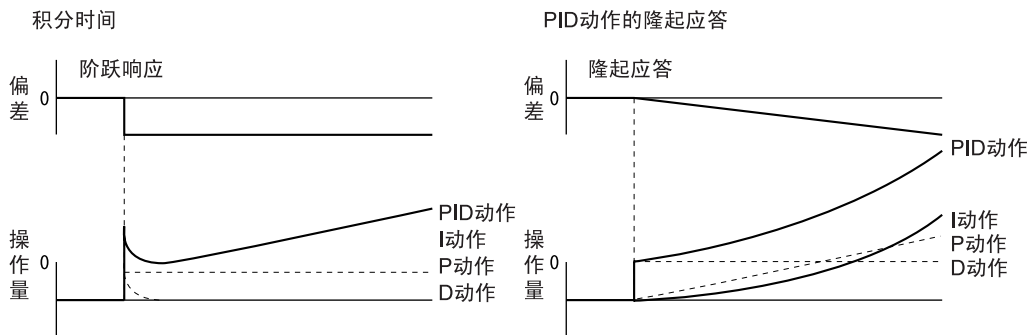 积分时间
阶跃响应
偏差
0
操作量
0
PID动作
I动作
P动作
D动作
PID动作的隆起应答
隆起应答
偏差
0
操作量
0
PID动作
I动作
P动作
D动作